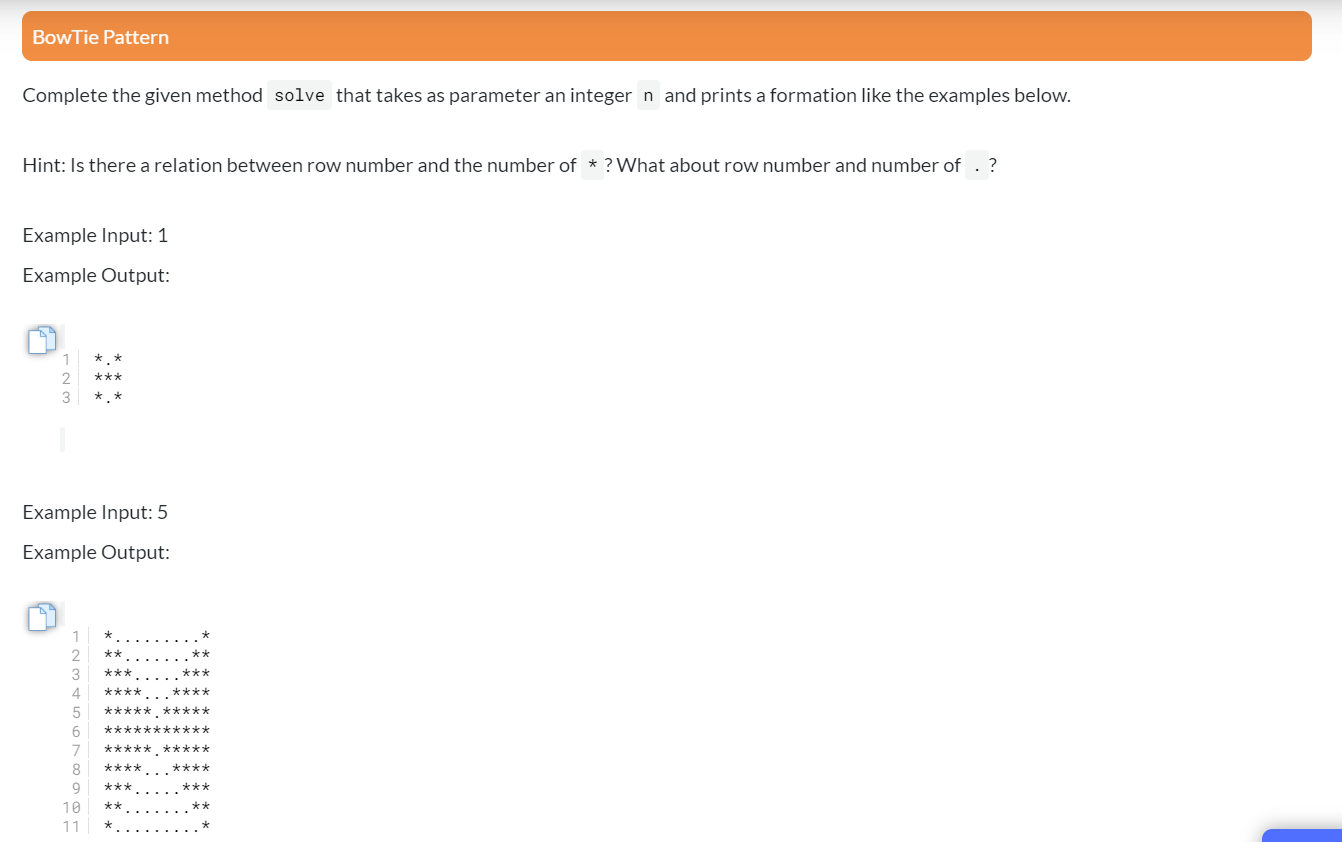 BowTie Pattern
Complete the given method solve that takes as parameter an integer n and prints a formation like the examples below.
Hint: Is there a relation between row number and the number of * ? What about row number and number of . ?
Example Input: 1
Example Output:
1 *.*
2 ***
3 *.*
Example Input: 5
Example Output:
1 *.........*
2 **.......**
3 ***.....***
4 ****...****
5 *****.*****
6 ***********
7 *****.*****
8 ****...****
9 ***.....***
10 **.......**
11 *.........*